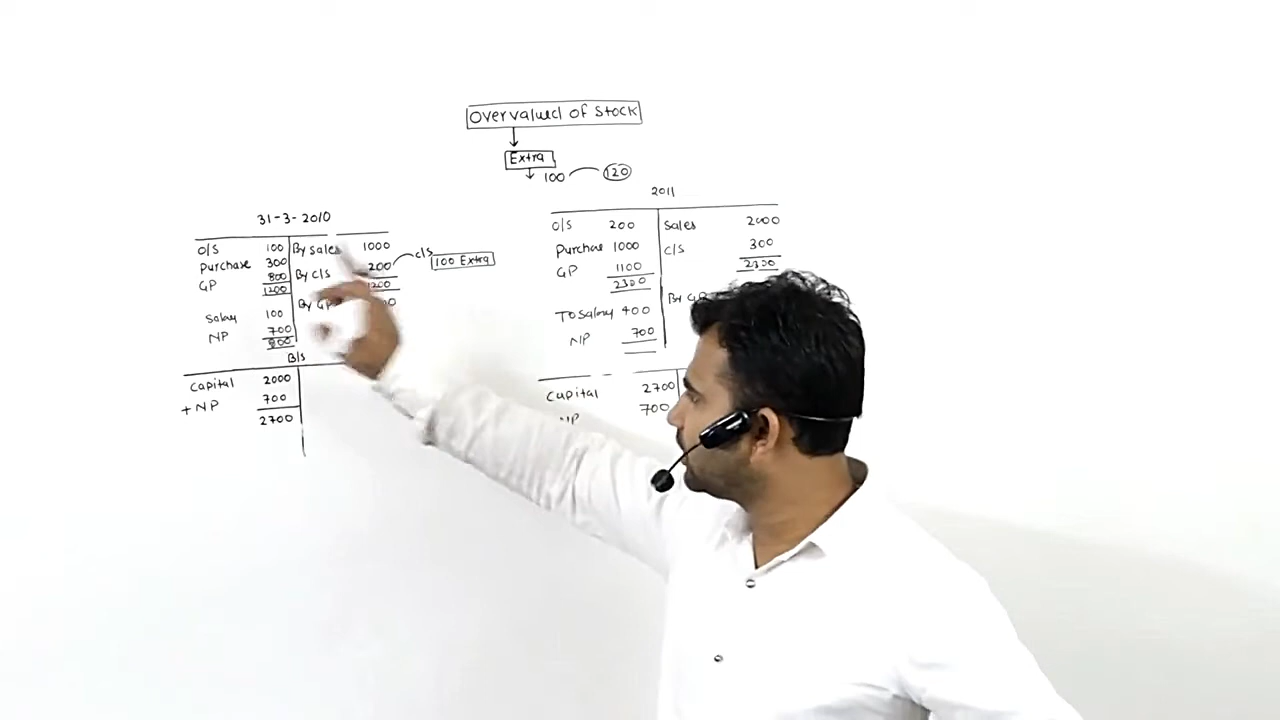 Overvalued of Stock
Extra
100 120
31-3-2010
O/S 100 By Sales 1000
Purchase 300 By C/S 200 C/S 100 Extra
GP 800 1200
1200 By GP
Salary 100
NP 700
800
B/S
Capital 2000
+ NP 700
2700
2011
O/S 200 Sales 2000
Purchase 1000 C/S 300
GP 1100 2300
2300 By
To Salary 400
NP 700
Capital 2700
NP 700